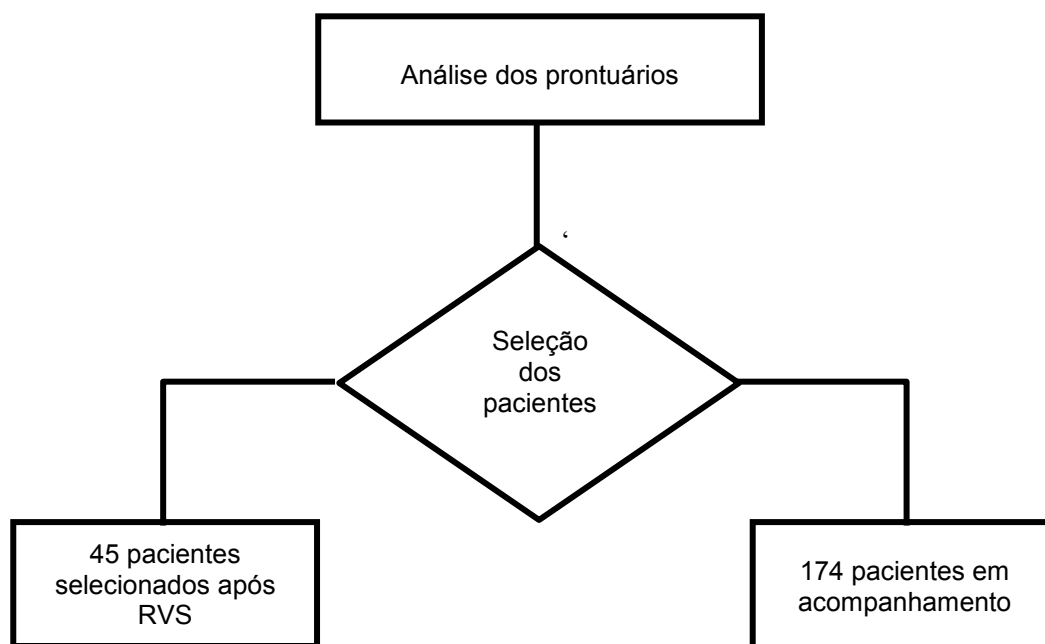 Análise dos prontuários
‘
Seleção
dos
pacientes
45 pacientes
selecionados após
RVS
174 pacientes em
acompanhamento